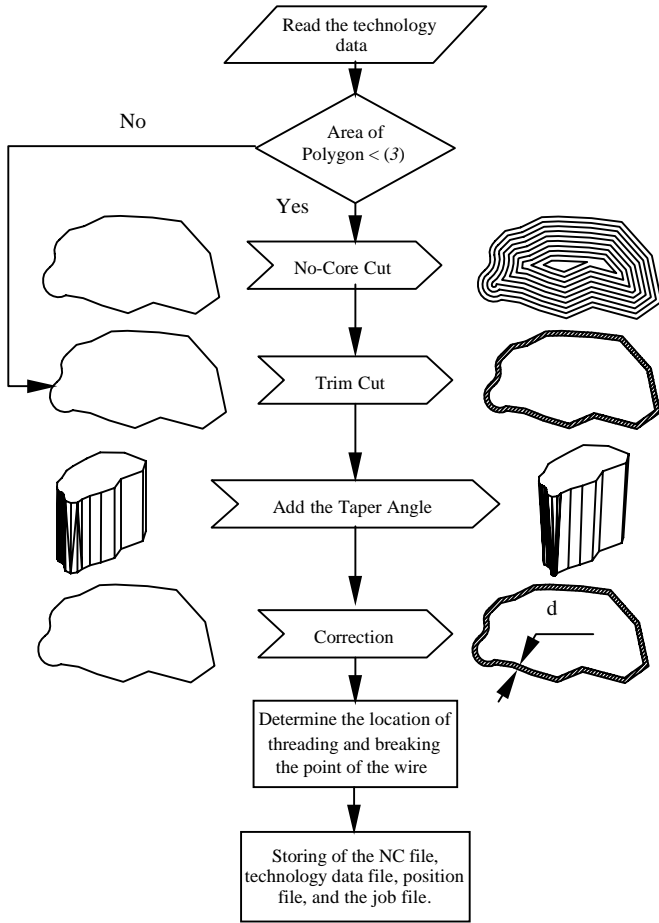 Read the technology
data
No
Area of
Polygon < (3)
Yes
No-Core Cut
Trim Cut
Add the Taper Angle
d
Correction
Determine the location of
threading and breaking
the point of the wire
Storing of the NC file,
technology data file, position
file, and the job file.